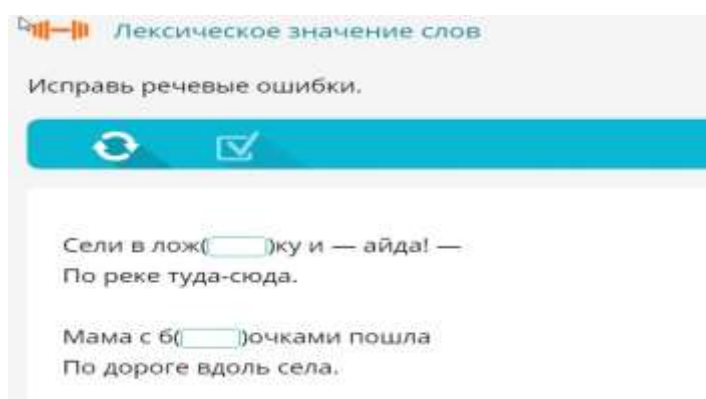 Лексическое значение слов
Исправь речевые ошибки.
Сели в лож( )ку и — айда! —
По реке туда-сюда.
Мама с б( )очками пошла
По дороге вдоль села.